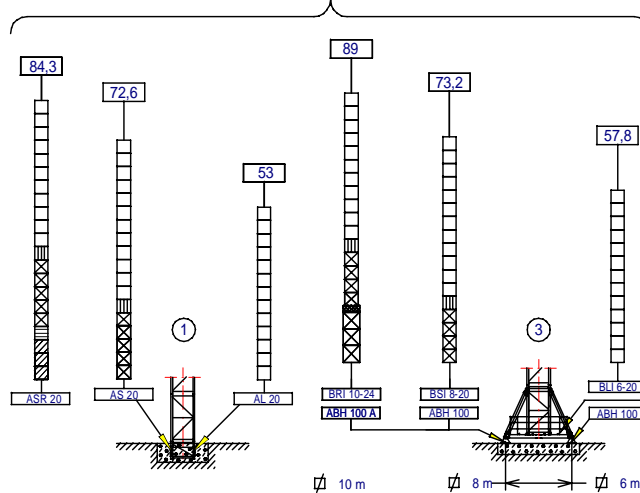 89
84,3
73,2
72,6
57,8
53
1
3
ASR 20
AS 20
AL 20
BRI 10-24
BSI 8-20
BLI 6-20
ABH 100 A
ABH 100
ABH 100
10 m
8 m
6 m